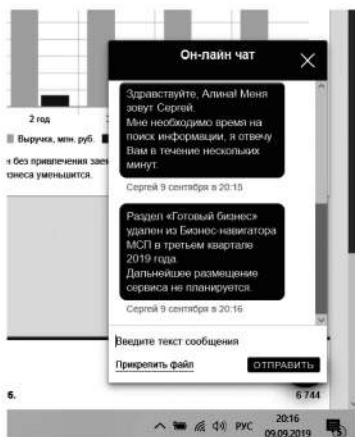 Он-лайн чат
Здравствуйте, Алина! Меня
зовут Сергей.
Мне необходимо время на
поиск информации, я отвечу
Вам в течение нескольких
минут.
Сергей 9 сентября в 20:15
2 год
Выручка, млн. руб.
без привлечения
уменьшится.
Раздел «Готовый бизнес»
удален из Бизнес-навигатора
МСП в третьем квартале
2019 года.
Дальнейшее размещение
сервиса не планируется.
Сергей 9 сентября в 20:16
Введите текст сообщения
Прикрепить файл
ОТПРАВИТЬ
6.
6 744
РУС
20:16
09.09.2019
5